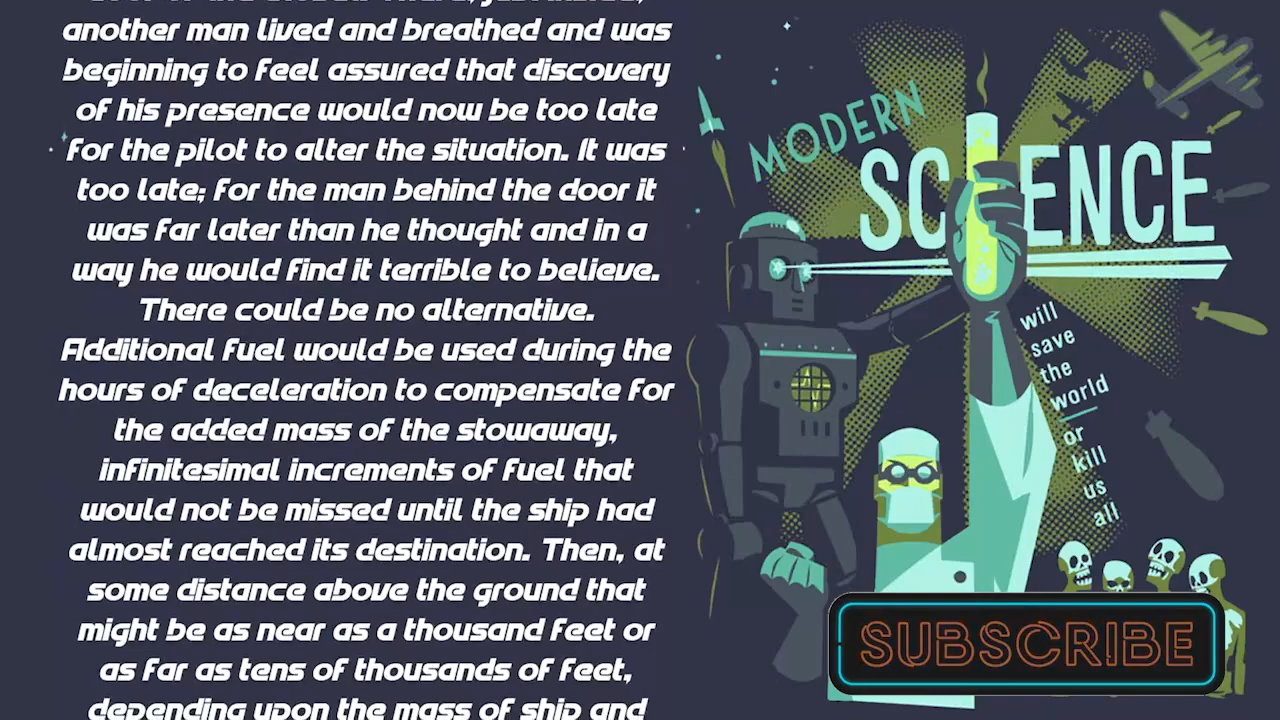 another man lived and breathed and was
beginning to feel assured that discovery
of his presence would now be too late
for the pilot to alter the situation. It was
too late; for the man behind the door it
was far later than he thought and in a
way he would find it terrible to believe.
There could be no alternative.
Additional fuel would be used during the
hours of deceleration to compensate for
the added mass of the stowaway,
infinitesimal increments of fuel that
would not be missed until the ship had
almost reached its destination. Then, at
some distance above the ground that
might be as near as a thousand feet or
as far as tens of thousands of feet,
depending upon the mass of ship and
MODERN
SCIENCE
will
save
the
world
or
kill
us
all
SUBSCRIBE